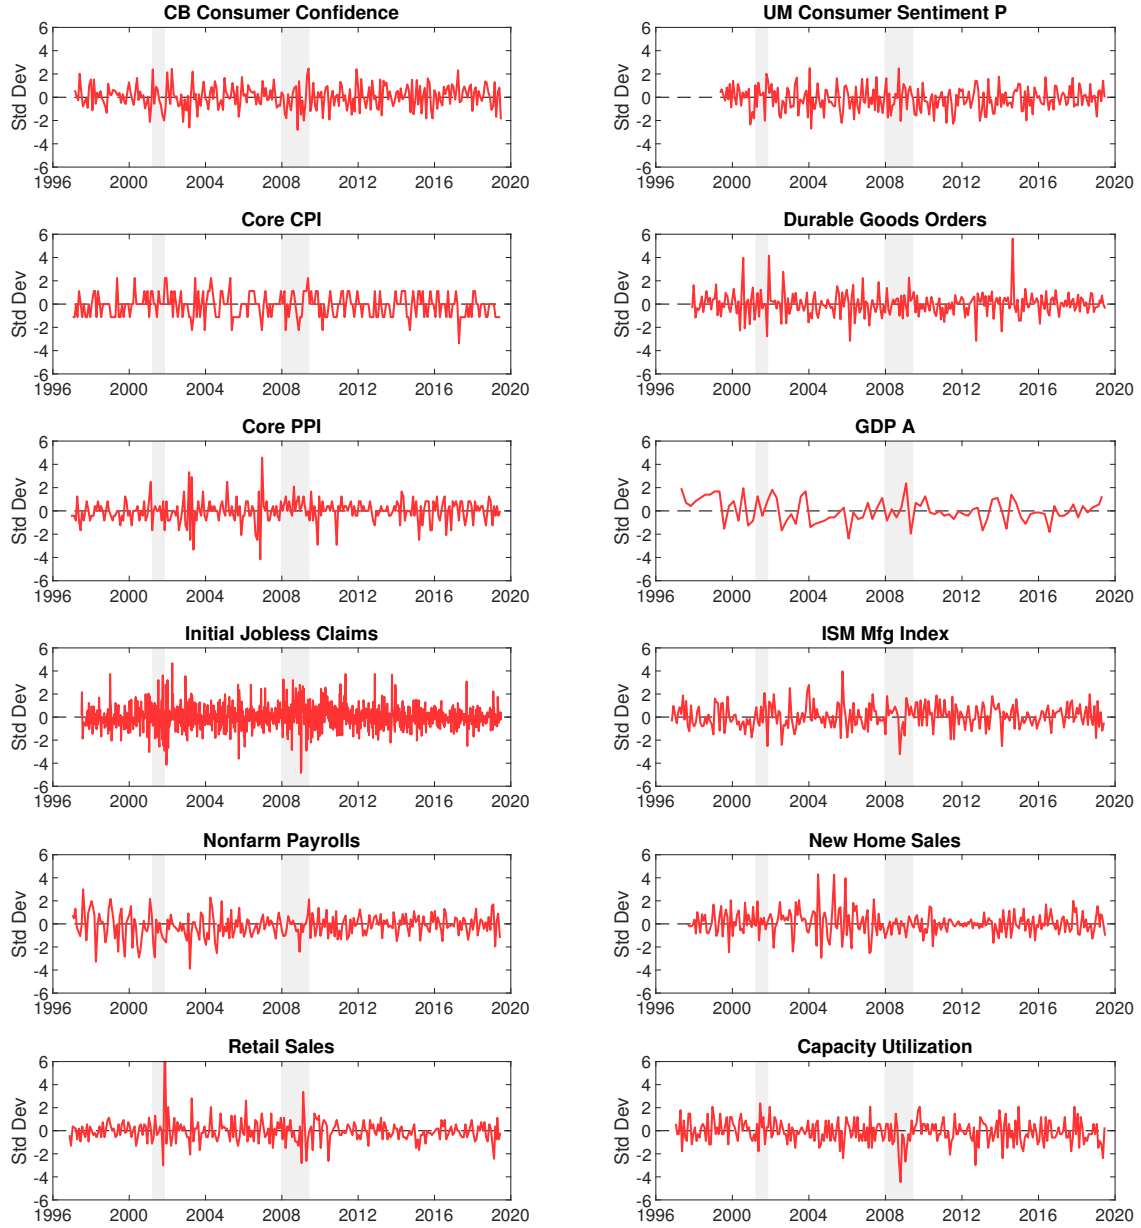 CB Consumer Confidence
Std Dev
6
4
2
0
-2
-4
-6
1996 2000 2004 2008 2012 2016 2020
UM Consumer Sentiment P
Std Dev
6
4
2
0
-2
-4
-6
1996 2000 2004 2008 2012 2016 2020
Core CPI
Std Dev
6
4
2
0
-2
-4
-6
1996 2000 2004 2008 2012 2016 2020
Durable Goods Orders
Std Dev
6
4
2
0
-2
-4
-6
1996 2000 2004 2008 2012 2016 2020
Core PPI
Std Dev
6
4
2
0
-2
-4
-6
1996 2000 2004 2008 2012 2016 2020
GDP A
Std Dev
6
4
2
0
-2
-4
-6
1996 2000 2004 2008 2012 2016 2020
Initial Jobless Claims
Std Dev
6
4
2
0
-2
-4
-6
1996 2000 2004 2008 2012 2016 2020
ISM Mfg Index
Std Dev
6
4
2
0
-2
-4
-6
1996 2000 2004 2008 2012 2016 2020
Nonfarm Payrolls
Std Dev
6
4
2
0
-2
-4
-6
1996 2000 2004 2008 2012 2016 2020
New Home Sales
Std Dev
6
4
2
0
-2
-4
-6
1996 2000 2004 2008 2012 2016 2020
Retail Sales
Std Dev
6
4
2
0
-2
-4
-6
1996 2000 2004 2008 2012 2016 2020
Capacity Utilization
Std Dev
6
4
2
0
-2
-4
-6
1996 2000 2004 2008 2012 2016 2020